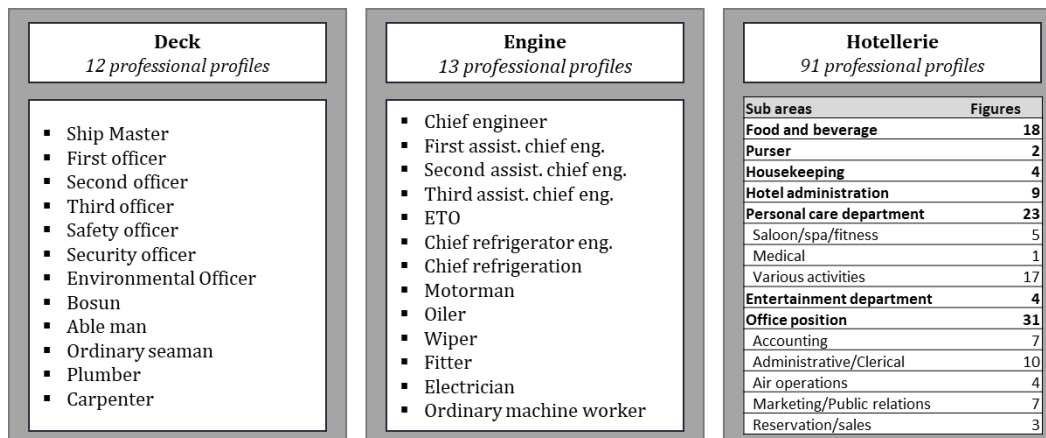 Deck
12 professional profiles
▪ Ship Master
▪ First officer
▪ Second officer
▪ Third officer
▪ Safety officer
▪ Security officer
▪ Environmental Officer
▪ Bosun
▪ Able man
▪ Ordinary seaman
▪ Plumber
▪ Carpenter
Engine
13 professional profiles
▪ Chief engineer
▪ First assist. chief eng.
▪ Second assist. chief eng.
▪ Third assist. chief eng.
▪ ETO
▪ Chief refrigerator eng.
▪ Chief refrigeration
▪ Motorman
▪ Oiler
▪ Wiper
▪ Fitter
▪ Electrician
▪ Ordinary machine worker
Hotellerie
91 professional profiles
Sub areas Figures
Food and beverage 18
Purser 2
Housekeeping 4
Hotel administration 9
Personal care department 23
Saloon/spa/fitness 5
Medical 1
Various activities 17
Entertainment department 4
Office position 31
Accounting 7
Administrative/Clerical 10
Air operations 4
Marketing/Public relations 7
Reservation/sales 3